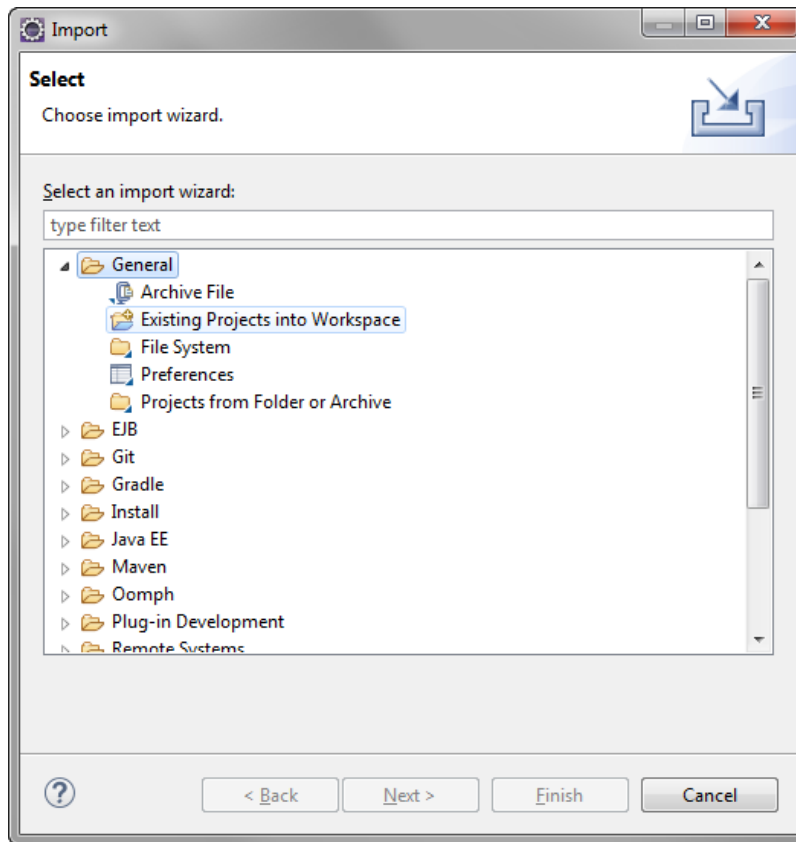 Import
Select
Choose import wizard.
Select an import wizard:
type filter text
General
Archive File
Existing Projects into Workspace
File System
Preferences
Projects from Folder or Archive
EJB
Git
Gradle
Install
Java EE
Maven
Oomph
Plug-in Development
Remote Systems
?
< Back Next > Finish Cancel